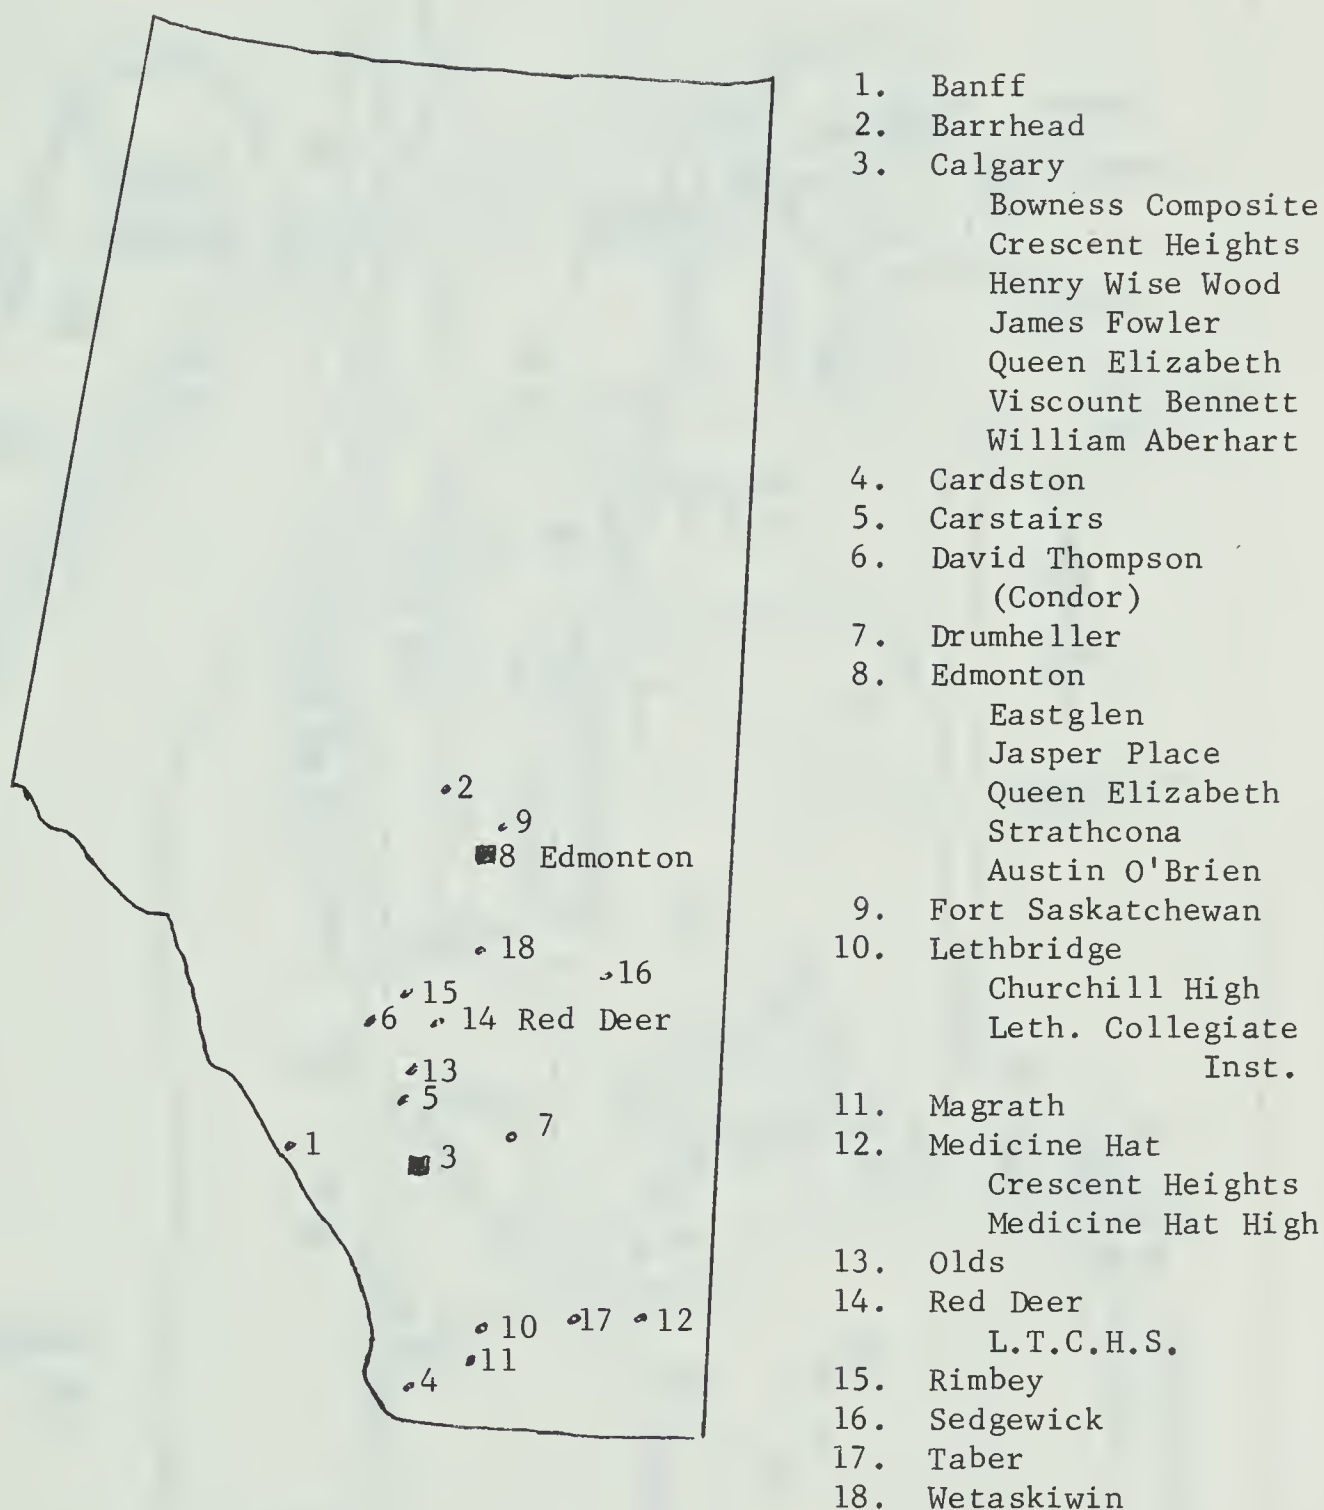 1. Banff
2. Barrhead
3. Calgary
Bowness Composite
Crescent Heights
Henry Wise Wood
James Fowler
Queen Elizabeth
Viscount Bennett
William Aberhart
4. Cardston
5. Carstairs
6. David Thompson
(Condor)
7. Drumheller
8. Edmonton
Eastglen
Jasper Place
Queen Elizabeth
Strathcona
Austin O'Brien
9. Fort Saskatchewan
10. Lethbridge
Churchill High
Leth. Collegiate
Inst.
11. Magrath
12. Medicine Hat
Crescent Heights
Medicine Hat High
13. Olds
14. Red Deer
L.T.C.H.S.
15. Rimbey
16. Sedgewick
17. Taber
18. Wetaskiwin
2
9
8 Edmonton
18
16
15
6
14 Red Deer
13
5
7
1
3
10
17
12
11
4